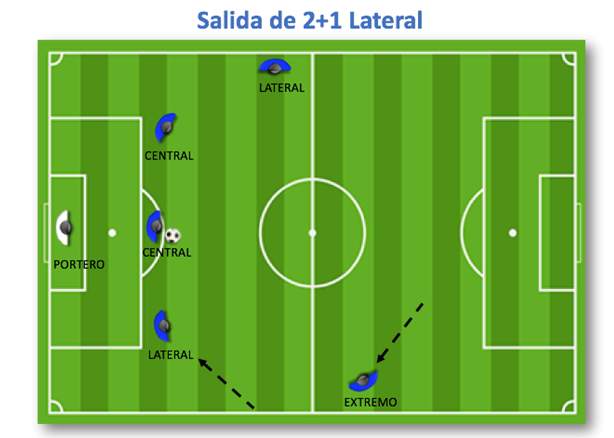 Salida de 2+1 Lateral
LATERAL
CENTRAL
CENTRAL
PORTERO
LATERAL
EXTREMO